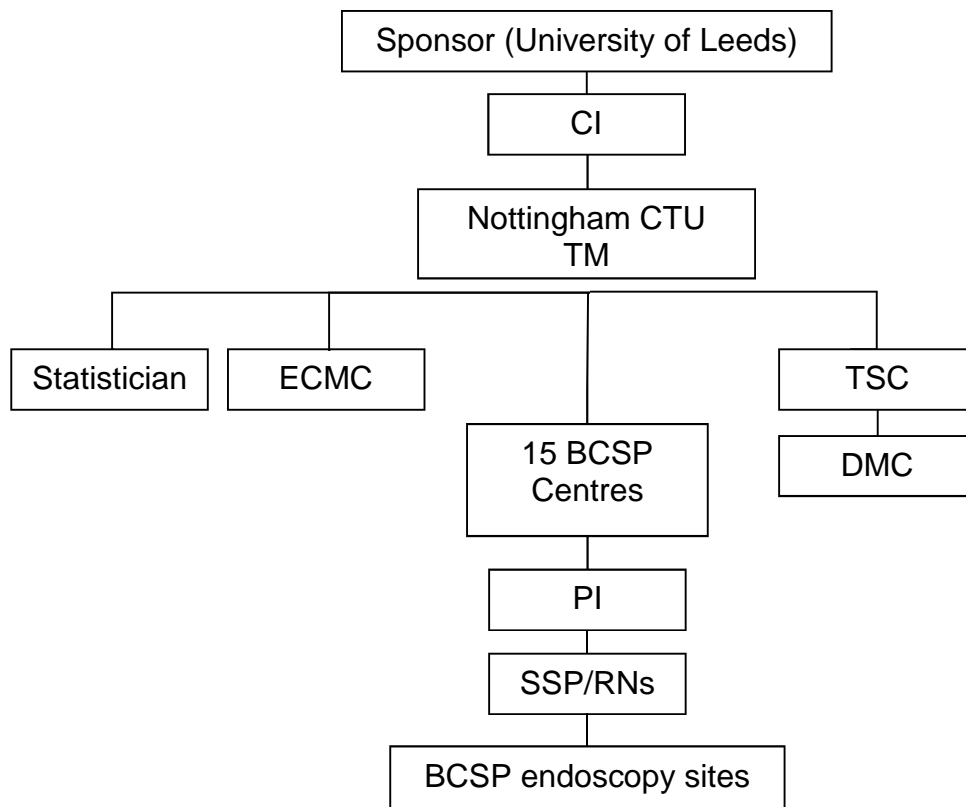 Sponsor (University of Leeds)
CI
Nottingham CTU
TM
Statistician
ECMC
TSC
15 BCSP
Centres
DMC
PI
SSP/RNs
BCSP endoscopy sites